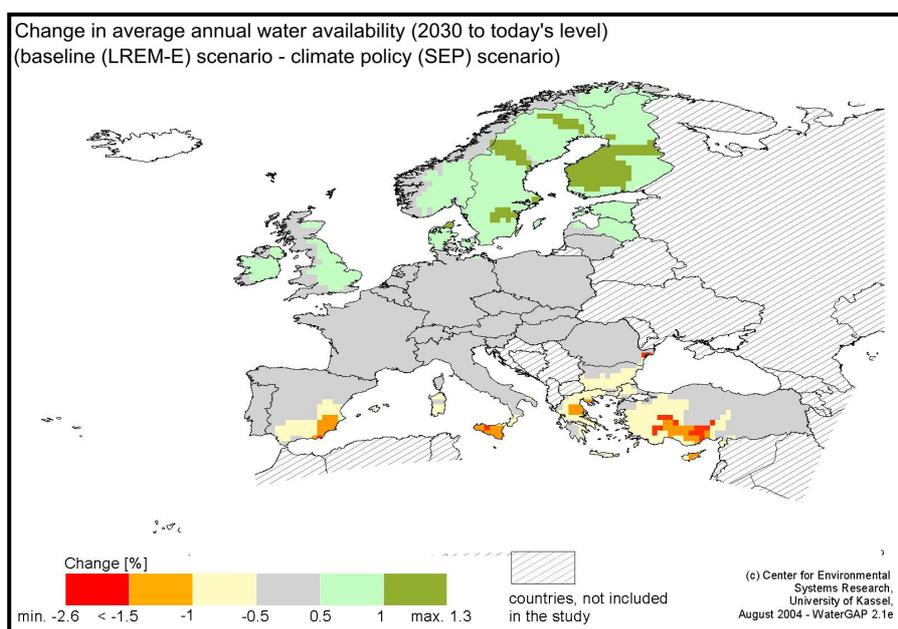 Change in average annual water availability (2030 to today's level)
(baseline (LREM-E) scenario - climate policy (SEP) scenario)
Change [%]
min. -2.6 < -1.5 -1 -0.5 0.5 1 max. 1.3
countries, not included
in the study
(c) Center for Environmental
Systems Research,
University of Kassel,
August 2004 - WaterGAP 2.1e